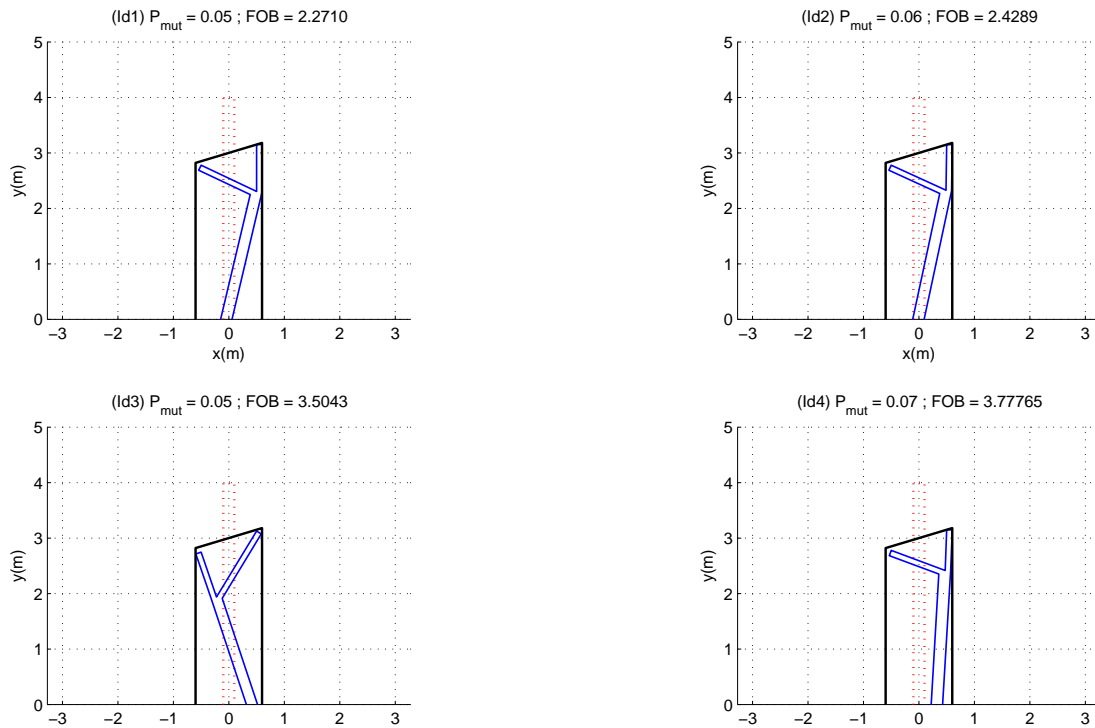 (Id1) P_mut = 0.05 ; FOB = 2.2710
5
4
3
2
1
0
y(m)
−3 −2 −1 0 1 2 3
x(m)
(Id2) P_mut = 0.06 ; FOB = 2.4289
5
4
3
2
1
0
y(m)
−3 −2 −1 0 1 2 3
x(m)
(Id3) P_mut = 0.05 ; FOB = 3.5043
5
4
3
2
1
0
y(m)
−3 −2 −1 0 1 2 3
(Id4) P_mut = 0.07 ; FOB = 3.77765
5
4
3
2
1
0
y(m)
−3 −2 −1 0 1 2 3